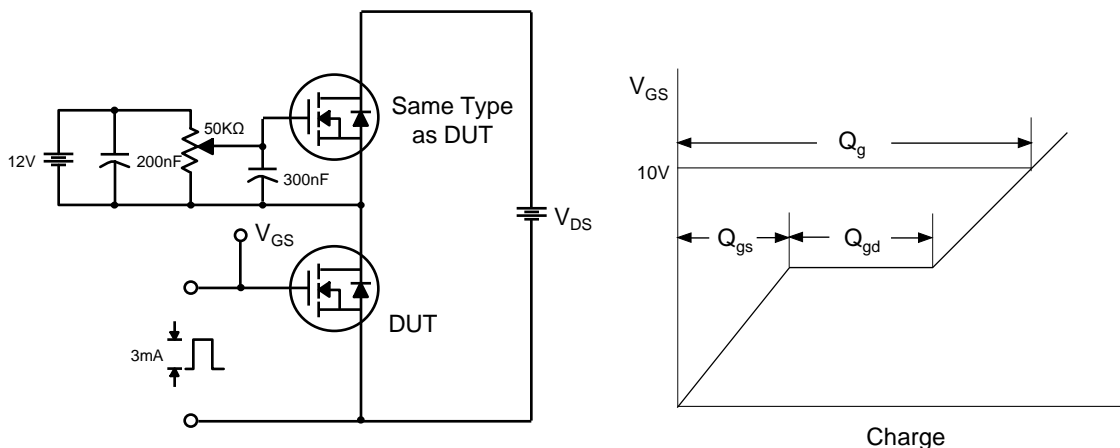 12V
200nF
50KΩ
300nF
Same Type
as DUT
V_DS
V_GS
DUT
3mA
V_GS
10V
Q_g
Q_gs
Q_gd
Charge